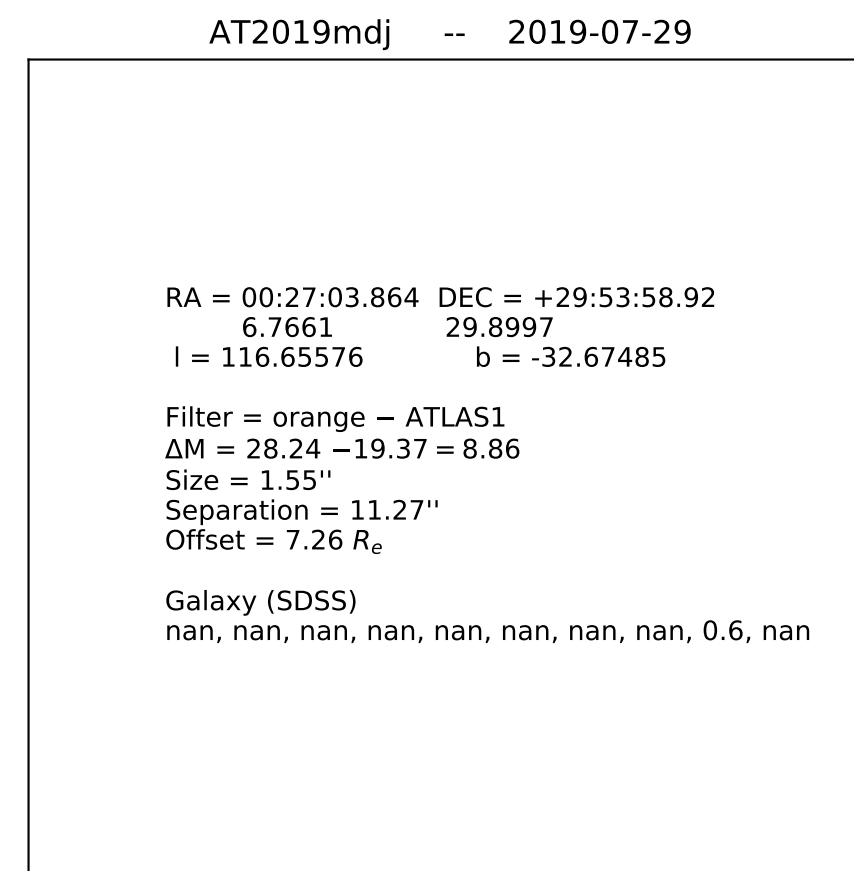 AT2019mdj -- 2019-07-29
RA = 00:27:03.864 DEC = +29:53:58.92
6.7661 29.8997
l = 116.65576 b = -32.67485
Filter = orange − ATLAS1
ΔM = 28.24 −19.37 = 8.86
Size = 1.55''
Separation = 11.27''
Offset = 7.26 Re
Galaxy (SDSS)
nan, nan, nan, nan, nan, nan, nan, nan, 0.6, nan